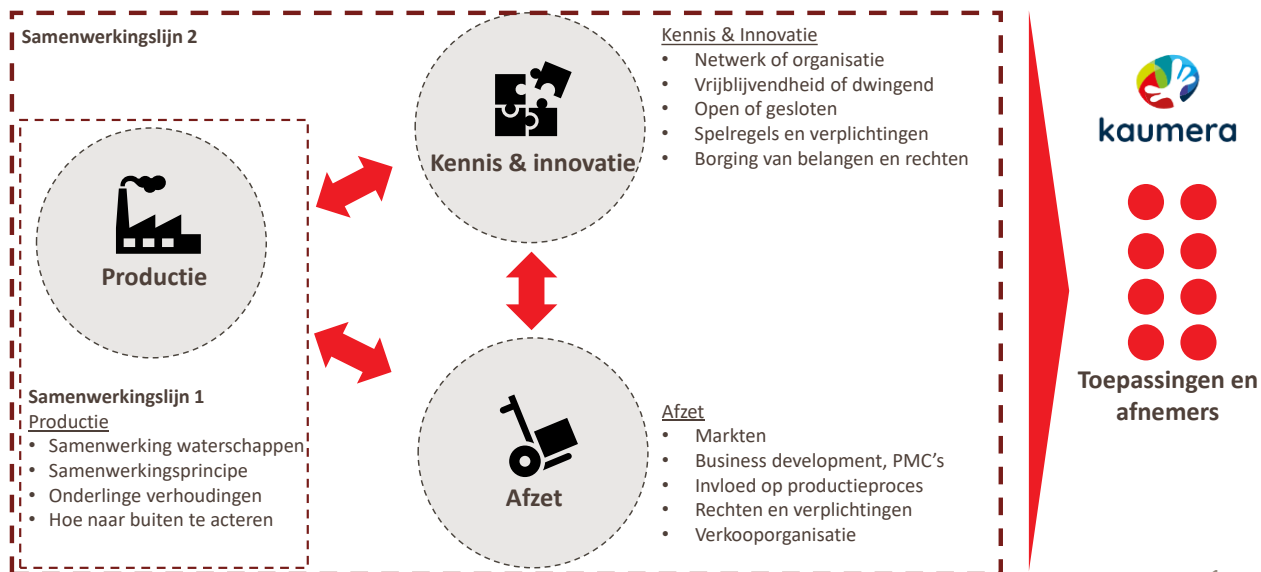 Samenwerkingslijn 2
Productie
Samenwerkingslijn 1
Productie
• Samenwerking waterschappen
• Samenwerkingsprincipe
• Onderlinge verhoudingen
• Hoe naar buiten te acteren
Kennis & innovatie
Kennis & Innovatie
• Netwerk of organisatie
• Vrijblijvendheid of dwingend
• Open of gesloten
• Spelregels en verplichtingen
• Borging van belangen en rechten
Afzet
Afzet
• Markten
• Business development, PMC's
• Invloed op productieproces
• Rechten en verplichtingen
• Verkooporganisatie
kaumera
Toepassingen en
afnemers